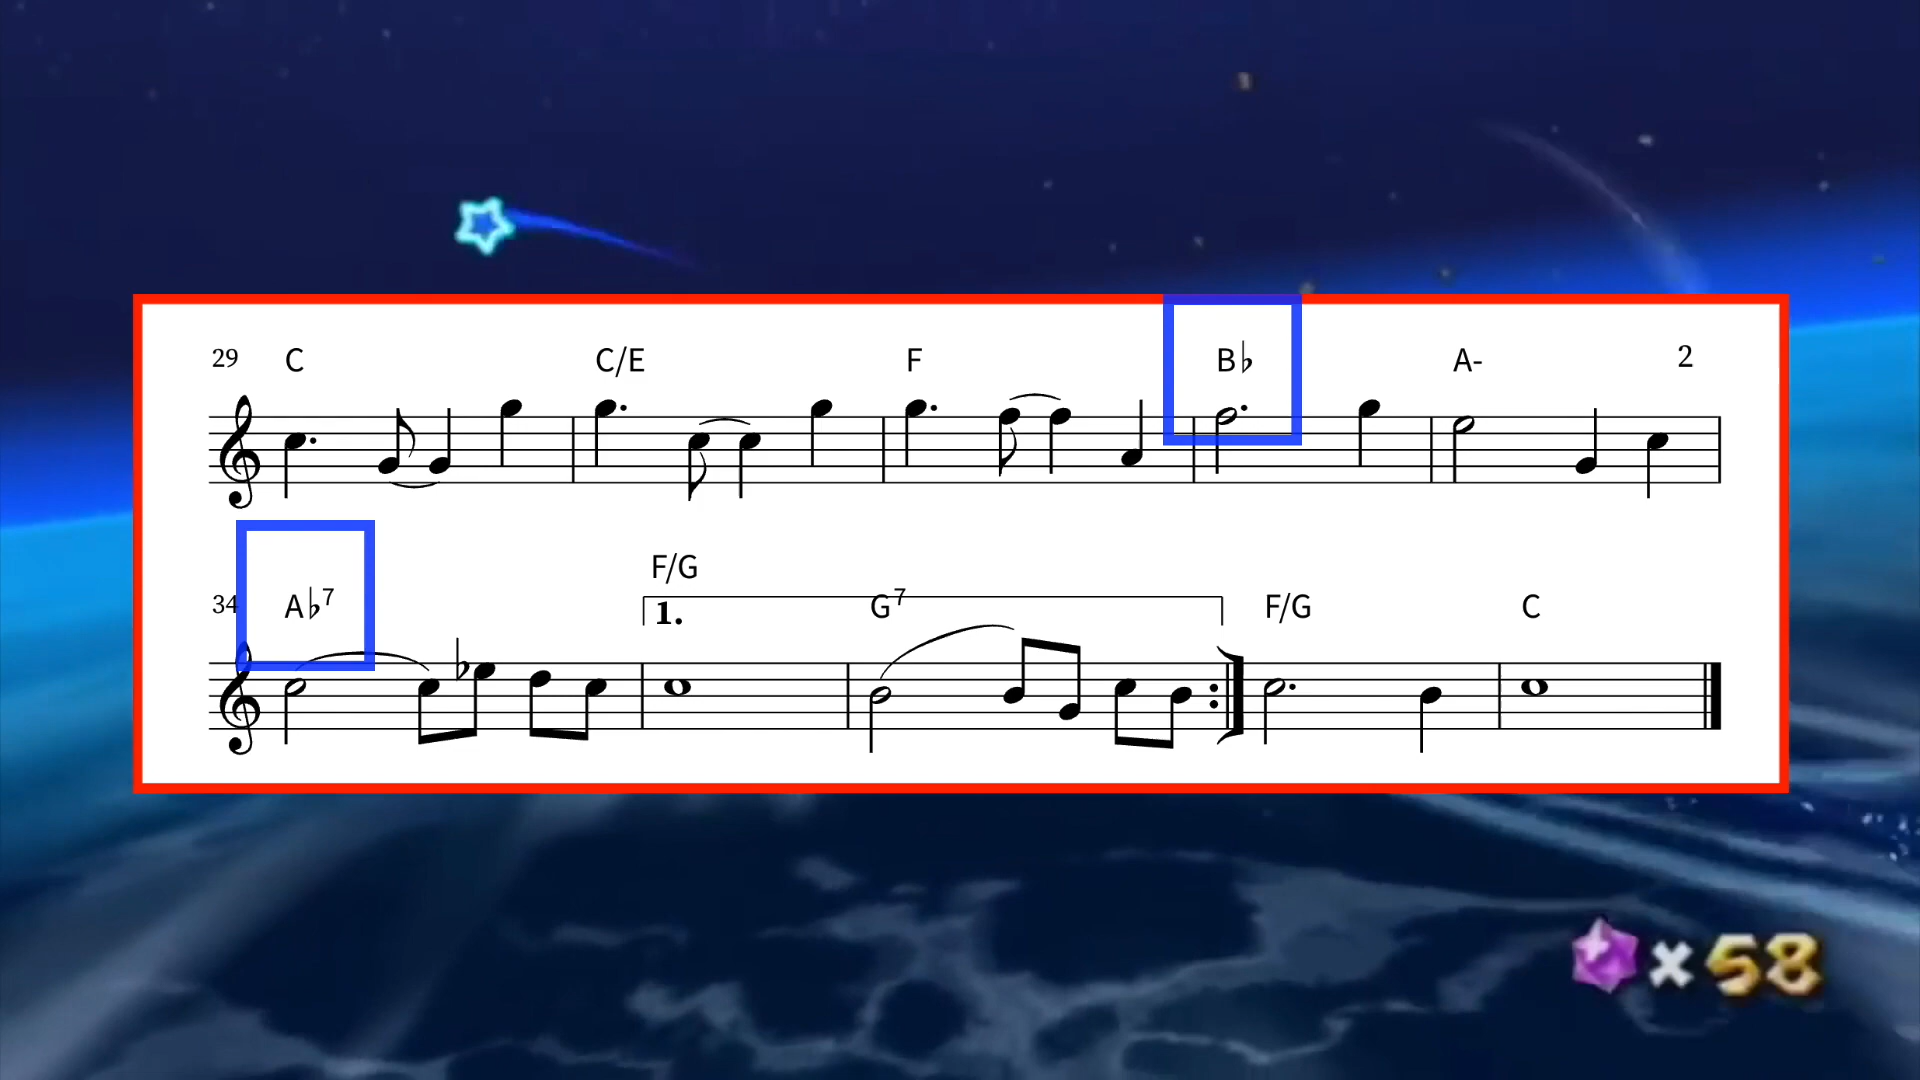 29 C C/E F B♭ A- 2
F/G
34 A♭7 1. G7 F/G C
× 58